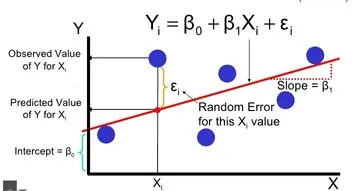 Yᵢ = β₀ + β₁Xᵢ + εᵢ
Y
Observed Value
of Y for Xᵢ
εᵢ
Slope = β₁
Predicted Value
of Y for Xᵢ
Random Error
for this Xᵢ value
Intercept = β₀
Xᵢ
X